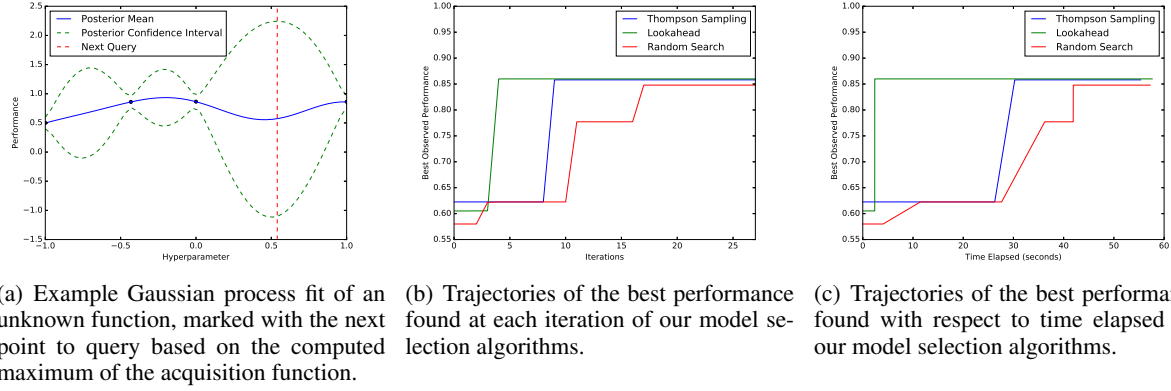 2.5
2.0
1.5
1.0
0.5
0.0
−0.5
−1.0
−1.5
Performance
Posterior Mean
Posterior Confidence Interval
Next Query
−1.0 −0.5 0.0 0.5 1.0
Hyperparameter
1.00
0.95
0.90
0.85
0.80
0.75
0.70
0.65
0.60
0.55
Best Observed Performance
Thompson Sampling
Lookahead
Random Search
0 5 10 15 20 25
Iterations
1.00
0.95
0.90
0.85
0.80
0.75
0.70
0.65
0.60
0.55
Best Observed Performance
Thompson Sampling
Lookahead
Random Search
0 10 20 30 40 50 60
Time Elapsed (seconds)
(a) Example Gaussian process fit of an
unknown function, marked with the next
point to query based on the computed
maximum of the acquisition function.
(b) Trajectories of the best performance
found at each iteration of our model se-
lection algorithms.
(c) Trajectories of the best performa
found with respect to time elapsed
our model selection algorithms.